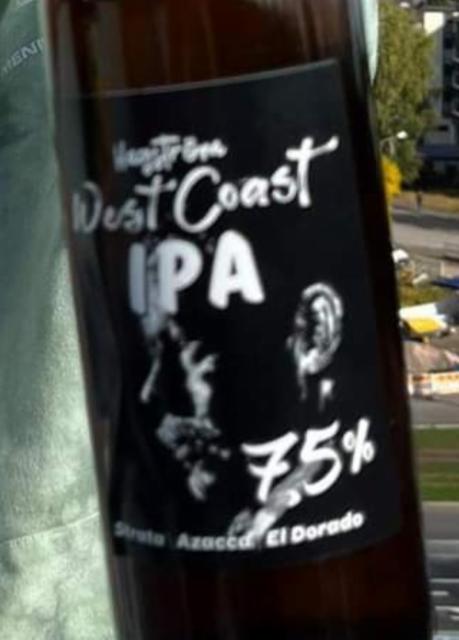 West Coast
IPA
7,5%
Strata Azacca El Dorado